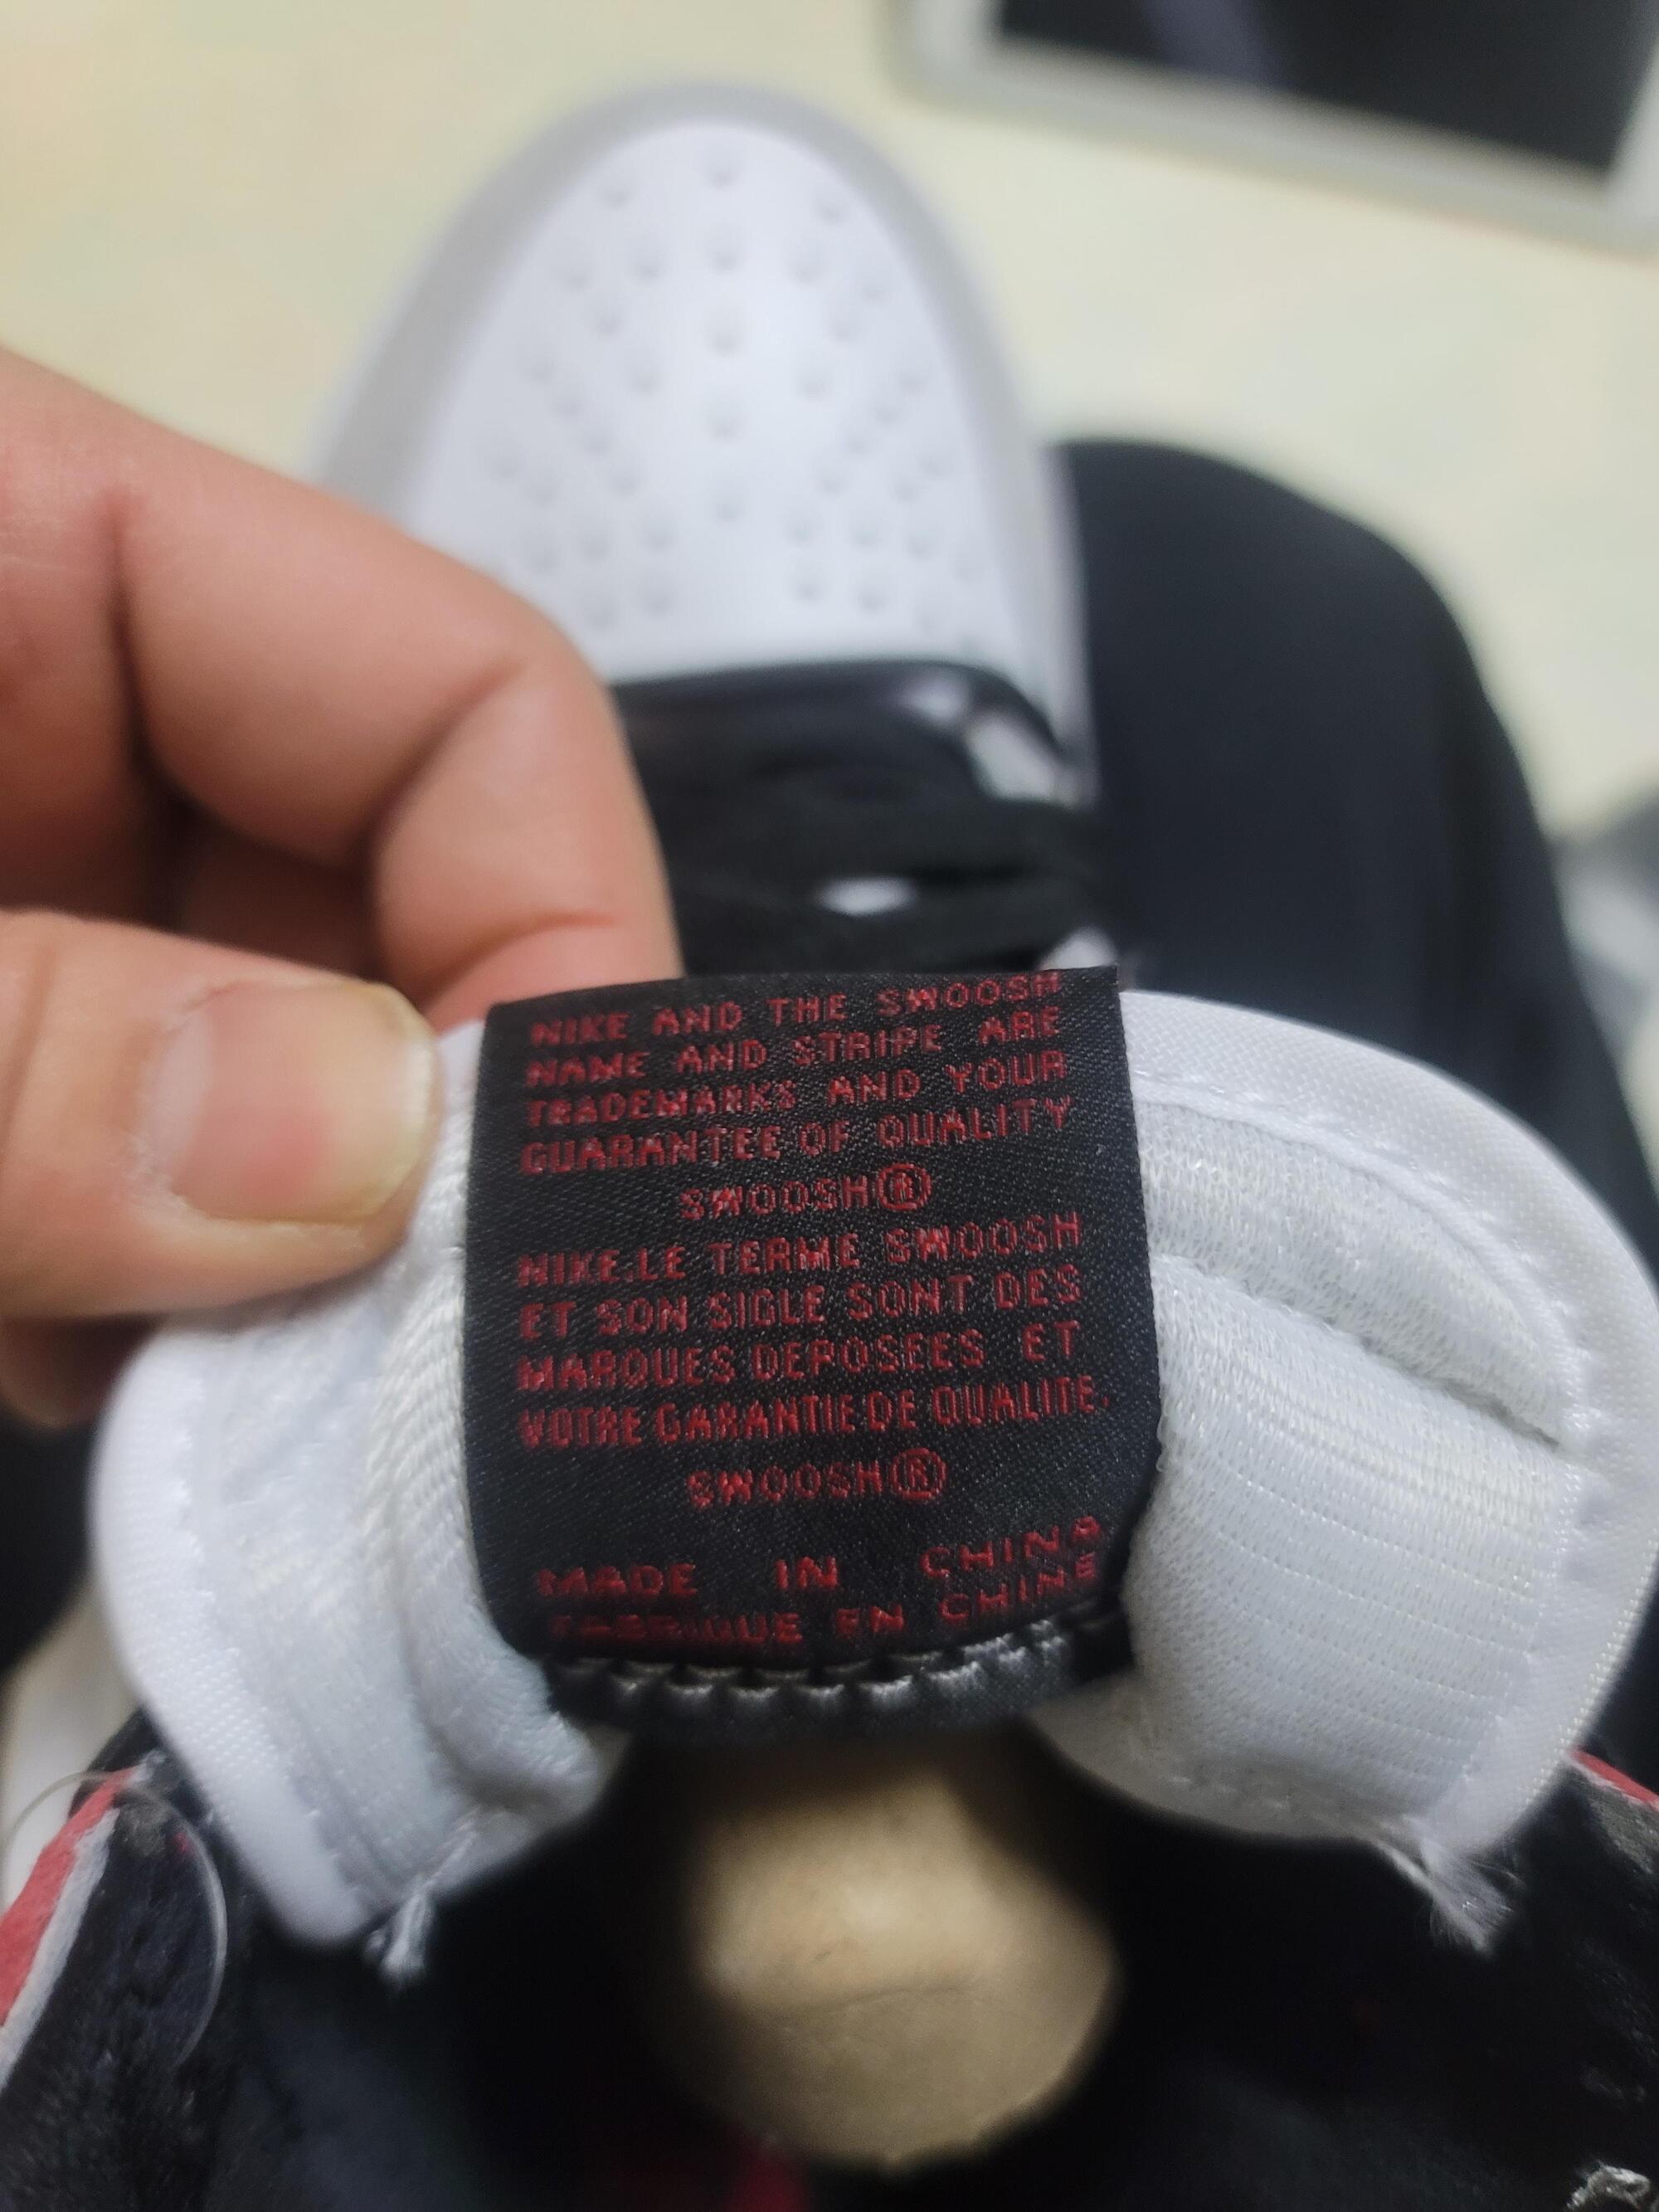 NIKE AND THE SWOOSH
NAME AND STRIPE ARE
TRADEMARKS AND YOUR
GUARANTEE OF QUALITY
SWOOSH®
NIKE.LE TERME SWOOSH
ET SON SIGLE SONT DES
MARQUES DEPOSEES ET
VOTRE GARANTIE DE QUALITE.
SWOOSH®
MADE IN CHINA
FABRIQUE EN CHINE